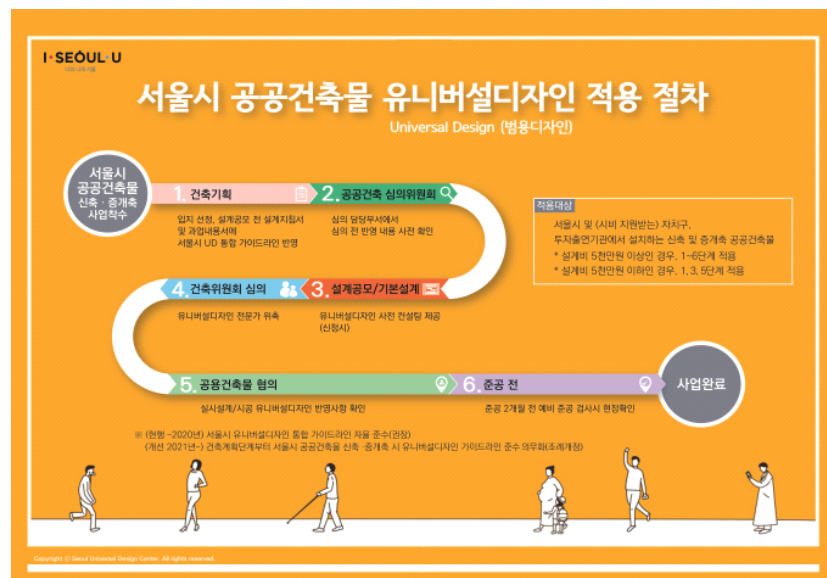 I·SEOUL·U
너와 나의 서울
서울시 공공건축물 유니버설디자인 적용 절차
Universal Design (범용디자인)
서울시
공공건축물
신축·증개축
사업착수
1. 건축기획
입지 선정, 설계공모 전 설계지침서
및 과업내용서에
서울시 UD 통합 가이드라인 반영
2. 공공건축 심의위원회
심의 담당부서에서
심의 전 반영 내용 사전 확인
적용대상
서울시 및 (시비 지원받는) 자치구,
투자출연기관에서 설치하는 신축 및 증개축 공공건축물
* 설계비 5천만원 이상인 경우, 1~6단계 적용
* 설계비 5천만원 이하인 경우, 1, 3, 5단계 적용
4. 건축위원회 심의
유니버설디자인 전문가 위촉
3. 설계공모/기본설계
유니버설디자인 사전 컨설팅 제공
(신청시)
5. 공용건축물 협의
실시설계/시공 유니버설디자인 반영사항 확인
6. 준공 전
준공 2개월 전 예비 준공 검사시 현장확인
사업완료
※ (현행 ~2020년) 서울시 유니버설디자인 통합 가이드라인 자율 준수(권장)
(개선 2021년~) 건축계획단계부터 서울시 공공건축물 신축·증개축 시 유니버설디자인 가이드라인 준수 의무화(조례개정)
Copyright ⓒ Seoul Universal Design Center. All rights reserved.